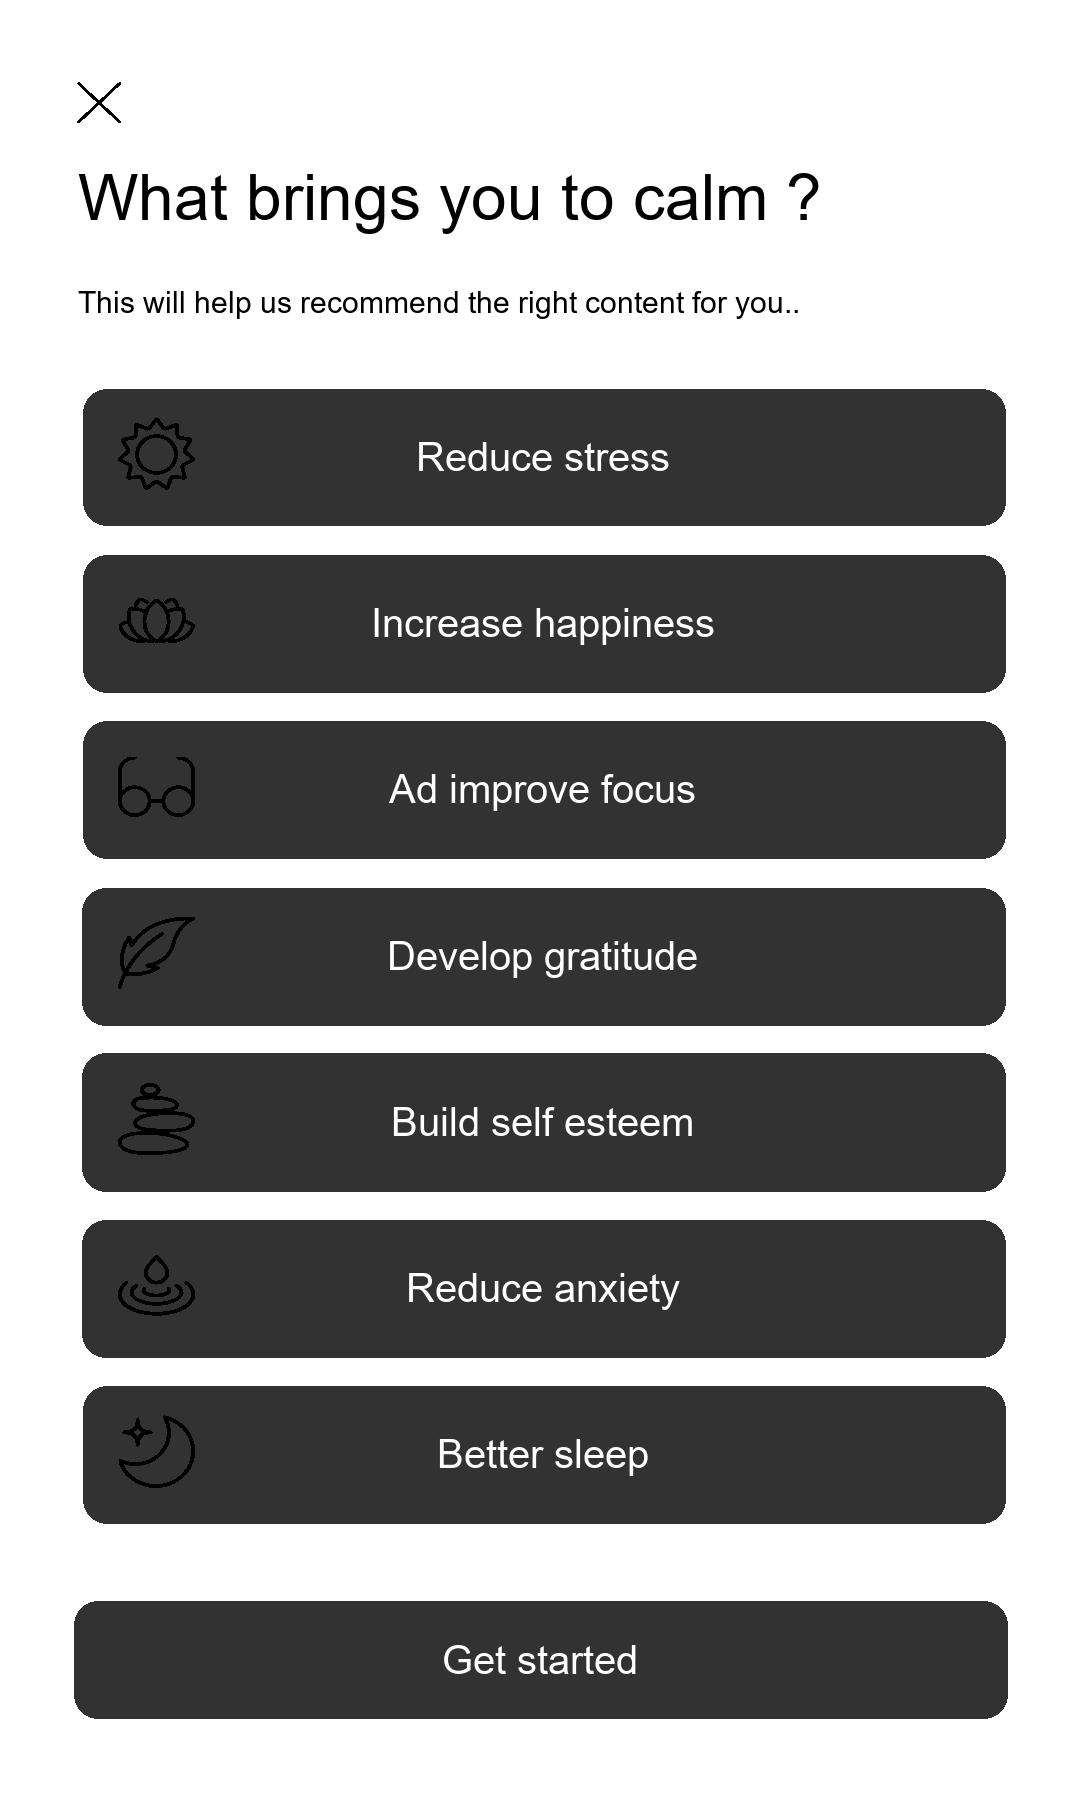 What brings you to calm ?
This will help us recommend the right content for you..
Reduce stress
Increase happiness
Ad improve focus
Develop gratitude
Build self esteem
Reduce anxiety
Better sleep
Get started